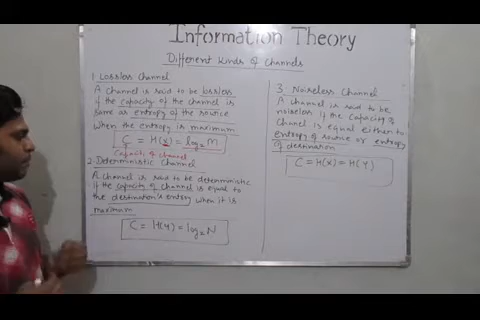 Information Theory
Different Kinds of Channels
1. Lossless Channel
A channel is said to be lossless
if the capacity of the channel is
same as entropy of the source
when the entropy is maximum
C = H(x) = log₂M
Capacity of channel
2. Deterministic Channel
A channel is said to be deterministic
if the capacity of channel is equal to
the destination's entropy when it is
maximum
C = H(y) = log₂N
3. Noiseless Channel
A channel is said to be
noiseless if the capacity of
channel is equal either to
entropy of source or entropy
of destination
C = H(X) = H(Y)